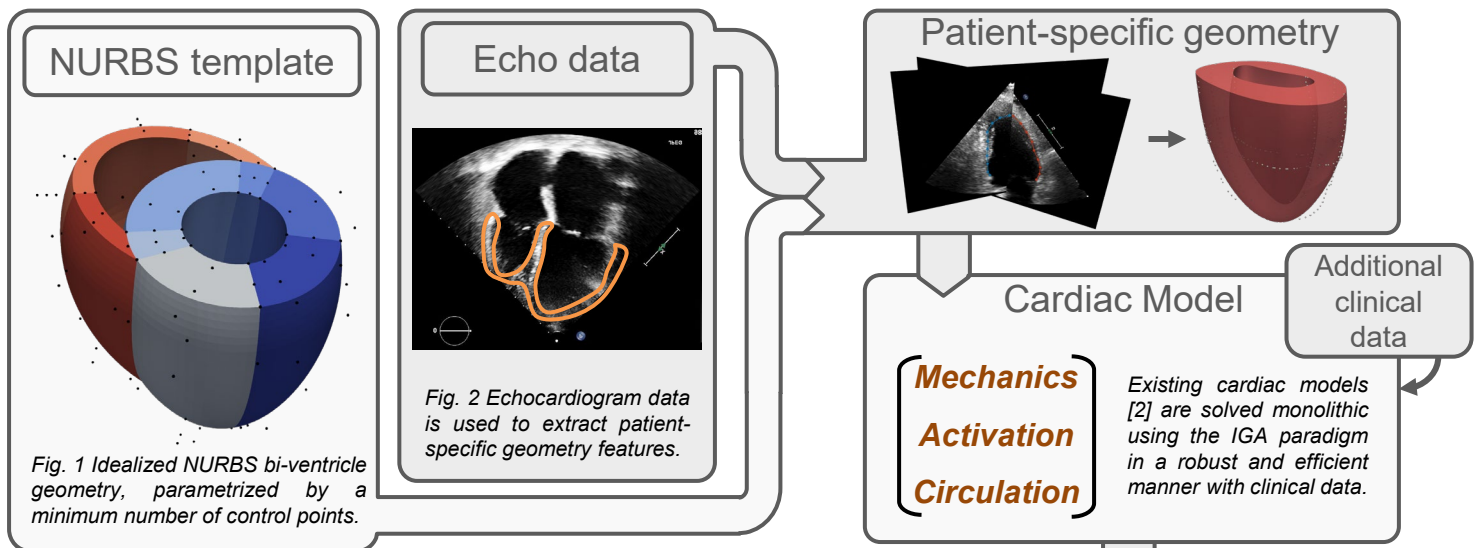 NURBS template
Fig. 1 Idealized NURBS bi-ventricle
geometry, parametrized by a
minimum number of control points.
Echo data
Fig. 2 Echocardiogram data
is used to extract patient-
specific geometry features.
Patient-specific geometry
Cardiac Model
Additional
clinical
data
Mechanics
Activation
Circulation
Existing cardiac models
[2] are solved monolithic
using the IGA paradigm
in a robust and efficient
manner with clinical data.